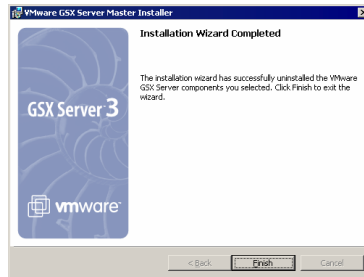 VMware GSX Server Master Installer
Installation Wizard Completed
The installation wizard has successfully uninstalled the VMware
GSX Server components you selected. Click Finish to exit the
wizard.
GSX Server 3
vmware
< Back
Finish
Cancel